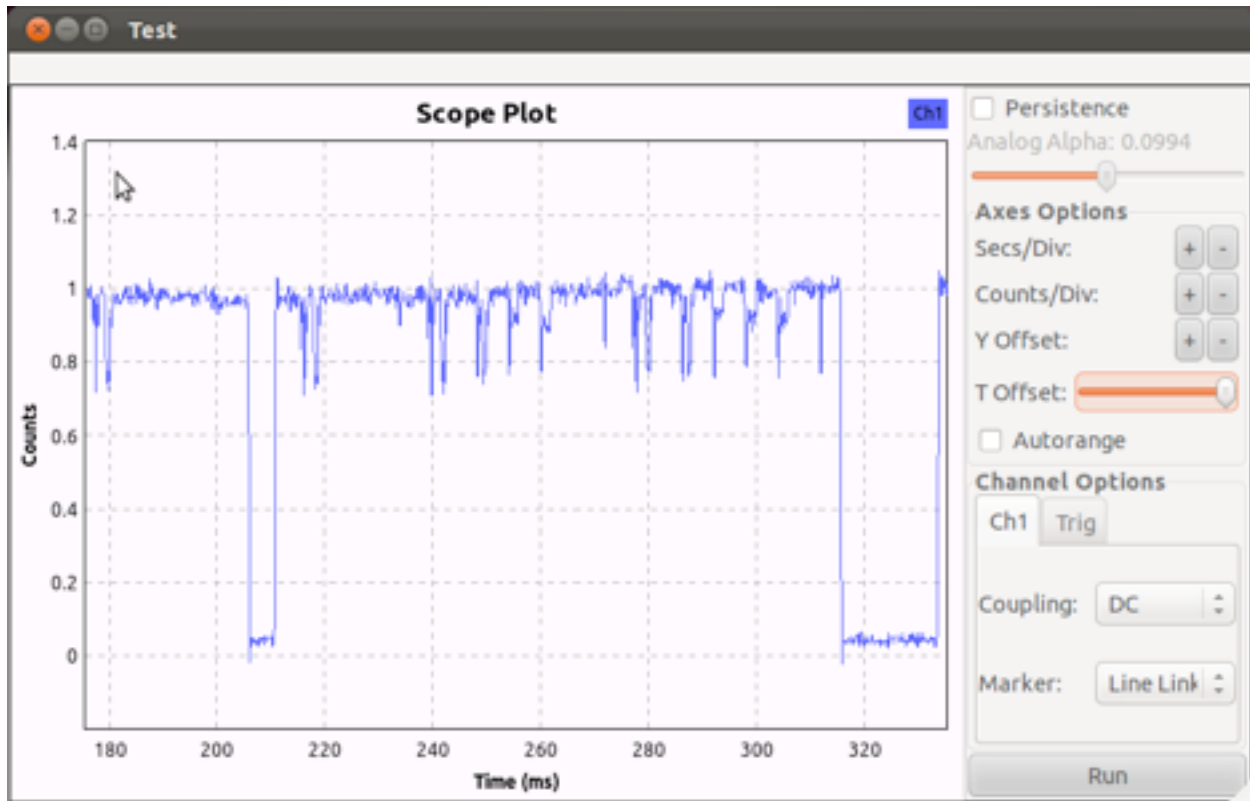 Test
Scope Plot
Ch1
1.4
1.2
1
0.8
0.6
0.4
0.2
0
Counts
180 200 220 240 260 280 300 320
Time (ms)
Persistence
Analog Alpha: 0.0994
Axes Options
Secs/Div: + -
Counts/Div: + -
Y Offset: + -
T Offset:
Autorange
Channel Options
Ch1 Trig
Coupling: DC
Marker: Line Link
Run